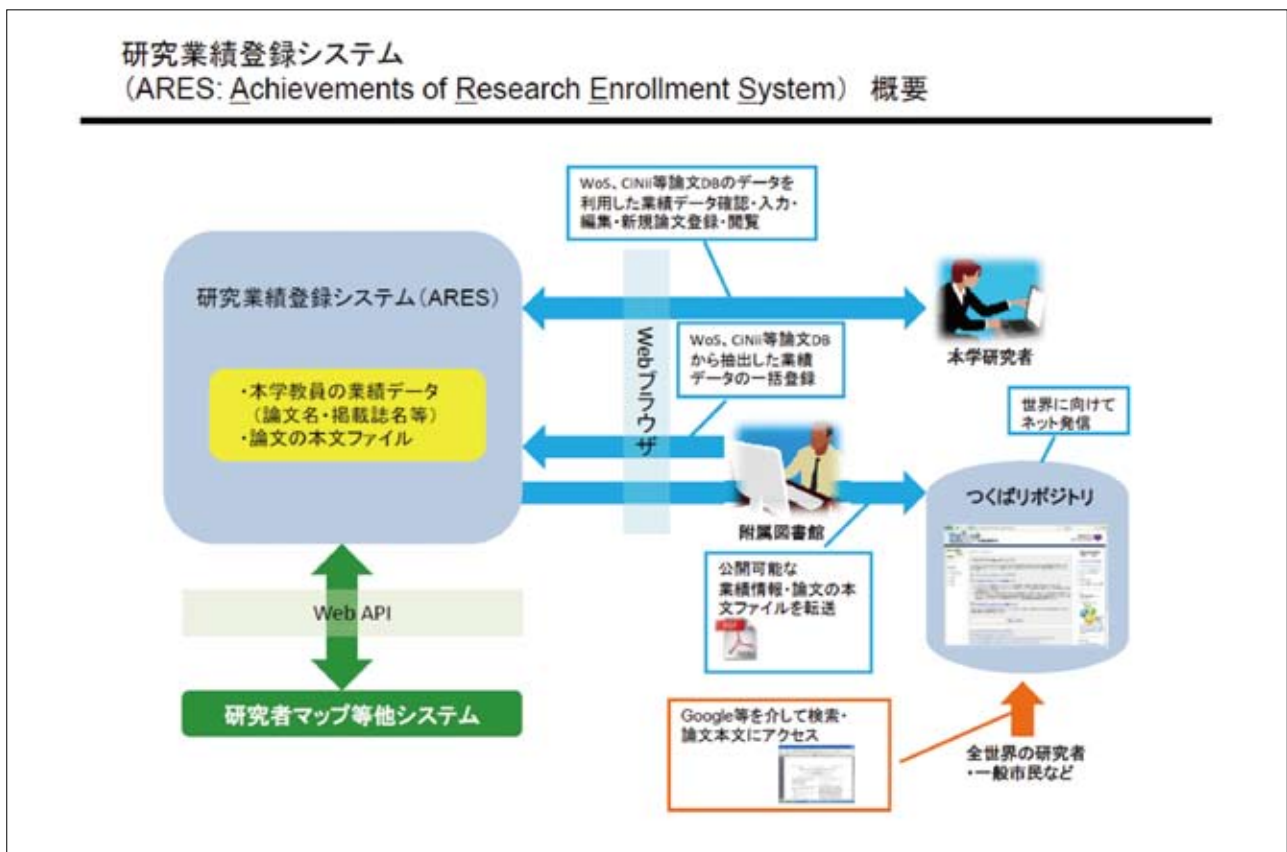 研究業績登録システム
（ARES: Achievements of Research Enrollment System） 概要
WoS、CiNii等論文DBのデータを
利用した業績データ確認・入力・
編集・新規論文登録・閲覧
研究業績登録システム（ARES）
・本学教員の業績データ
（論文名・掲載誌名等）
・論文の本文ファイル
Webブラウザ
本学研究者
WoS、CiNii等論文DB
から抽出した業績
データの一括登録
世界に向けて
ネット発信
附属図書館
つくばリポジトリ
公開可能な
業績情報・論文の本
文ファイルを転送
Web API
研究者マップ等他システム
Google等を介して検索・
論文本文にアクセス
全世界の研究者
・一般市民など